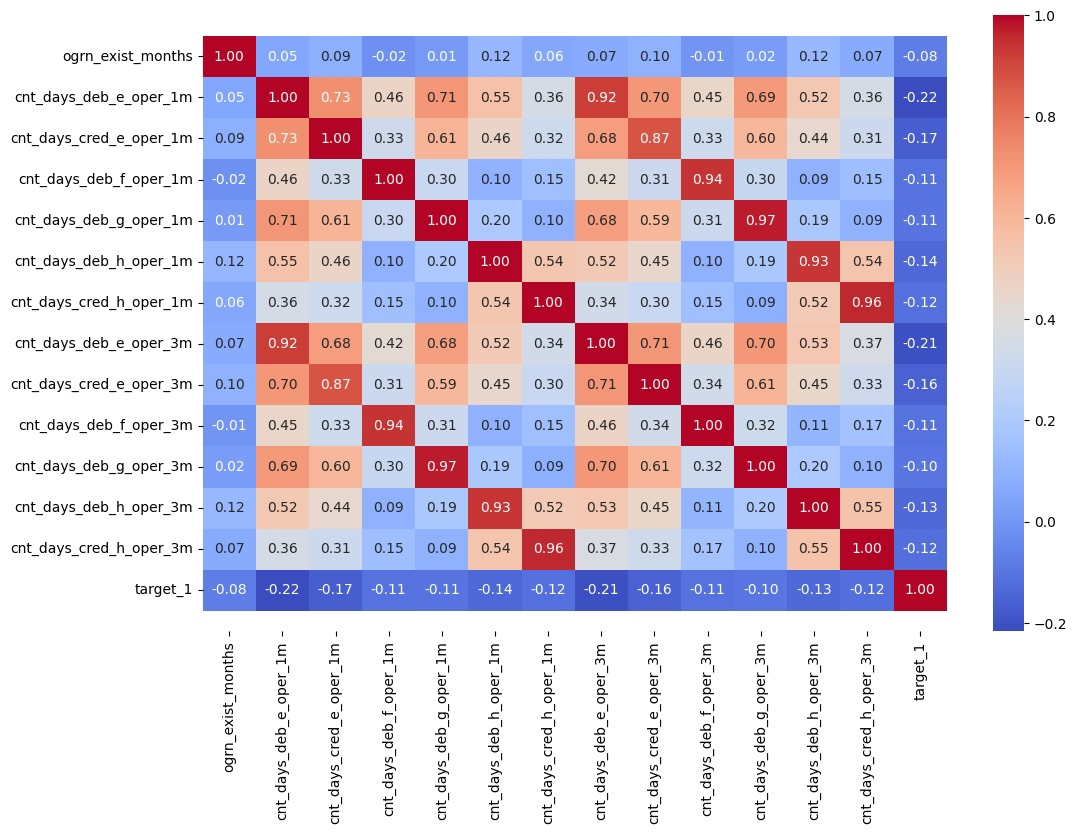 ogrn_exist_months 1.00 0.05 0.09 -0.02 0.01 0.12 0.06 0.07 0.10 -0.01 0.02 0.12 0.07 -0.08
cnt_days_deb_e_oper_1m 0.05 1.00 0.73 0.46 0.71 0.55 0.36 0.92 0.70 0.45 0.69 0.52 0.36 -0.22
cnt_days_cred_e_oper_1m 0.09 0.73 1.00 0.33 0.61 0.46 0.32 0.68 0.87 0.33 0.60 0.44 0.31 -0.17
cnt_days_deb_f_oper_1m -0.02 0.46 0.33 1.00 0.30 0.10 0.15 0.42 0.31 0.94 0.30 0.09 0.15 -0.11
cnt_days_deb_g_oper_1m 0.01 0.71 0.61 0.30 1.00 0.20 0.10 0.68 0.59 0.31 0.97 0.19 0.09 -0.11
cnt_days_deb_h_oper_1m 0.12 0.55 0.46 0.10 0.20 1.00 0.54 0.52 0.45 0.10 0.19 0.93 0.54 -0.14
cnt_days_cred_h_oper_1m 0.06 0.36 0.32 0.15 0.10 0.54 1.00 0.34 0.30 0.15 0.09 0.52 0.96 -0.12
cnt_days_deb_e_oper_3m 0.07 0.92 0.68 0.42 0.68 0.52 0.34 1.00 0.71 0.46 0.70 0.53 0.37 -0.21
cnt_days_cred_e_oper_3m 0.10 0.70 0.87 0.31 0.59 0.45 0.30 0.71 1.00 0.34 0.61 0.45 0.33 -0.16
cnt_days_deb_f_oper_3m -0.01 0.45 0.33 0.94 0.31 0.10 0.15 0.46 0.34 1.00 0.32 0.11 0.17 -0.11
cnt_days_deb_g_oper_3m 0.02 0.69 0.60 0.30 0.97 0.19 0.09 0.70 0.61 0.32 1.00 0.20 0.10 -0.10
cnt_days_deb_h_oper_3m 0.12 0.52 0.44 0.09 0.19 0.93 0.52 0.53 0.45 0.11 0.20 1.00 0.55 -0.13
cnt_days_cred_h_oper_3m 0.07 0.36 0.31 0.15 0.09 0.54 0.96 0.37 0.33 0.17 0.10 0.55 1.00 -0.12
target_1 -0.08 -0.22 -0.17 -0.11 -0.11 -0.14 -0.12 -0.21 -0.16 -0.11 -0.10 -0.13 -0.12 1.00
ogrn_exist_months
cnt_days_deb_e_oper_1m
cnt_days_cred_e_oper_1m
cnt_days_deb_f_oper_1m
cnt_days_deb_g_oper_1m
cnt_days_deb_h_oper_1m
cnt_days_cred_h_oper_1m
cnt_days_deb_e_oper_3m
cnt_days_cred_e_oper_3m
cnt_days_deb_f_oper_3m
cnt_days_deb_g_oper_3m
cnt_days_deb_h_oper_3m
cnt_days_cred_h_oper_3m
target_1
1.0
0.8
0.6
0.4
0.2
0.0
−0.2